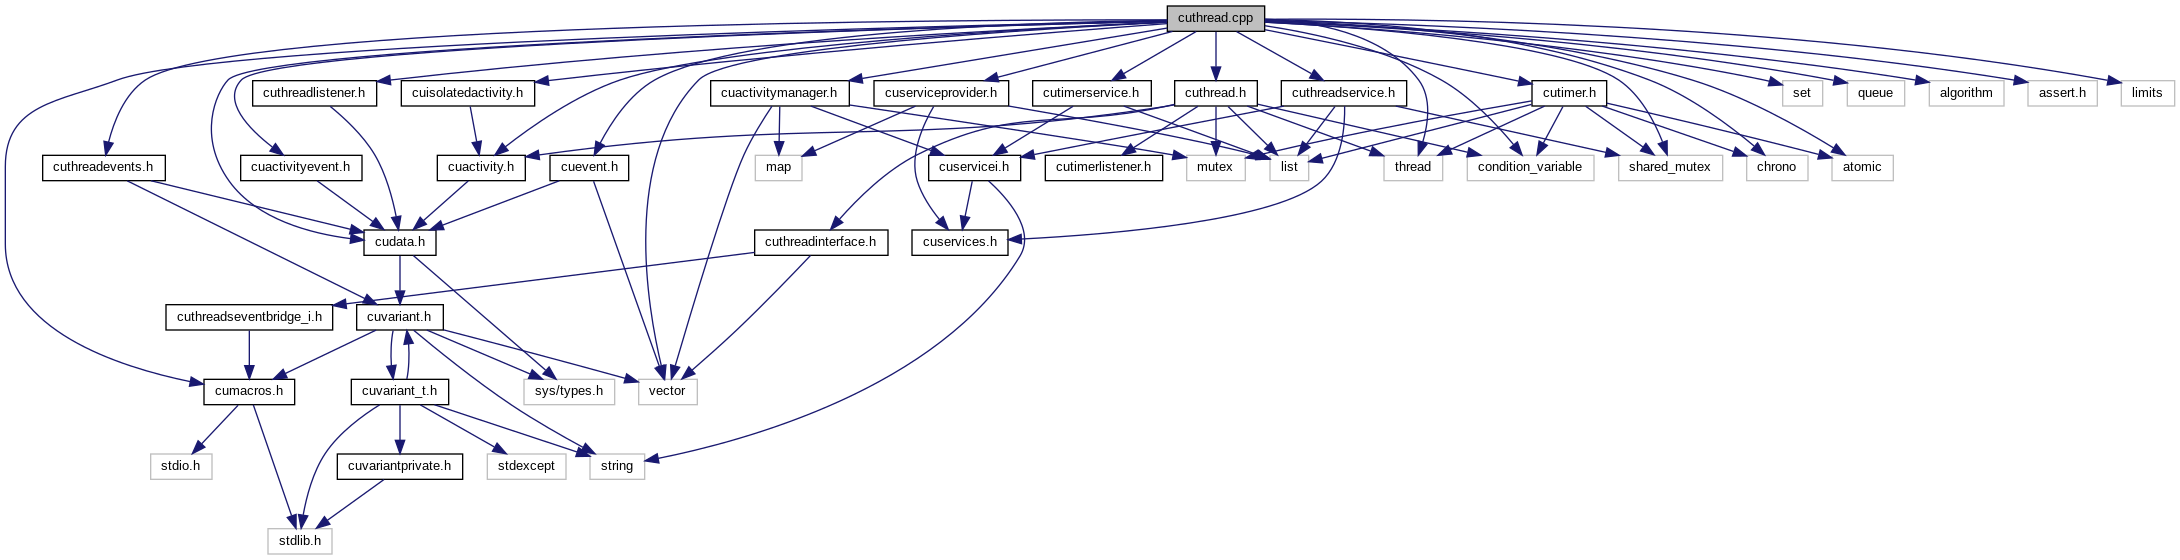 cuthread.cpp
cuthreadlistener.h
cuisolatedactivity.h
cuactivitymanager.h
cuserviceprovider.h
cutimerservice.h
cuthread.h
cuthreadservice.h
cutimer.h
set
queue
algorithm
assert.h
limits
cuthreadevents.h
cuactivityevent.h
cuactivity.h
cuevent.h
map
cuservicei.h
cutimerlistener.h
mutex
list
thread
condition_variable
shared_mutex
chrono
atomic
cudata.h
cuthreadinterface.h
cuservices.h
cuthreadseventbridge_i.h
cuvariant.h
cumacros.h
cuvariant_t.h
sys/types.h
vector
stdio.h
cuvariantprivate.h
stdexcept
string
stdlib.h